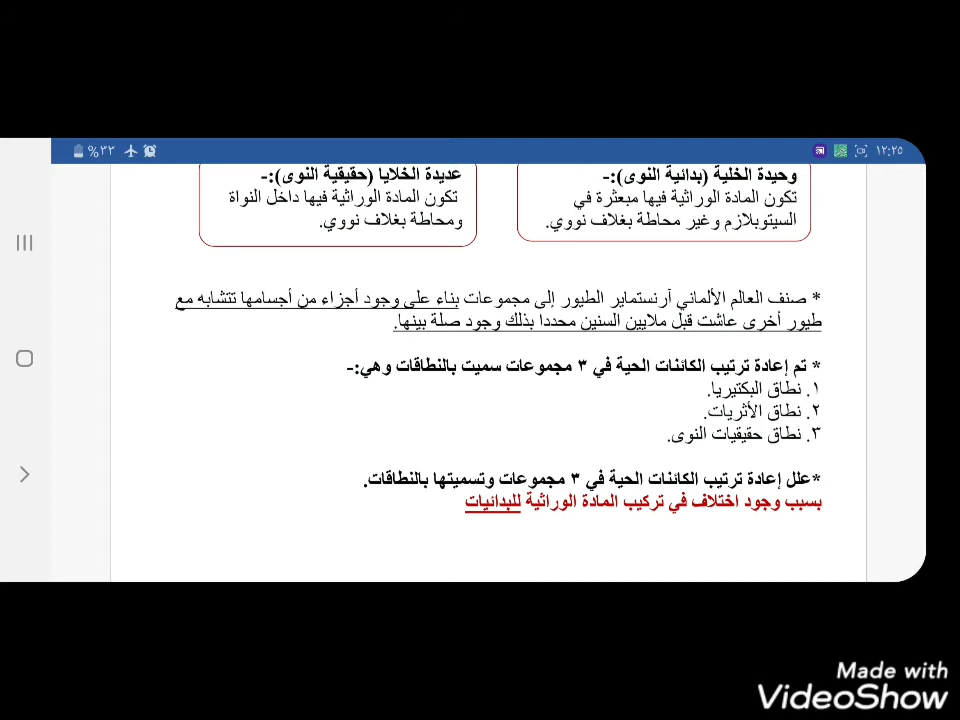 ١٢:٢٥
%٣٣
وحيدة الخلية (بدائية النوى):-
تكون المادة الوراثية فيها مبعثرة في
السيتوبلازم وغير محاطة بغلاف نووي.
عديدة الخلايا (حقيقية النوى):-
تكون المادة الوراثية فيها داخل النواة
ومحاطة بغلاف نووي.
* صنف العالم الألماني آرنستماير الطيور إلى مجموعات بناء على وجود أجزاء من أجسامها تتشابه مع
طيور أخرى عاشت قبل ملايين السنين محددا بذلك وجود صلة بينها.
* تم إعادة ترتيب الكائنات الحية في ٣ مجموعات سميت بالنطاقات وهي:-
١. نطاق البكتيريا.
٢. نطاق الأثريات.
٣. نطاق حقيقيات النوى.
*علل إعادة ترتيب الكائنات الحية في ٣ مجموعات وتسميتها بالنطاقات.
بسبب وجود اختلاف في تركيب المادة الوراثية للبدائيات
Made with
VideoShow